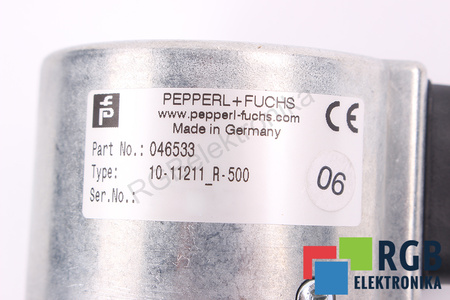 PEPPERL+FUCHS
www.pepperl-fuchs.com
Made in Germany
CE
Part No.: 046533
Type: 10-11211_R-500
Ser.No.:
06
RGBelektronika
RGB
ELEKTRONIKA